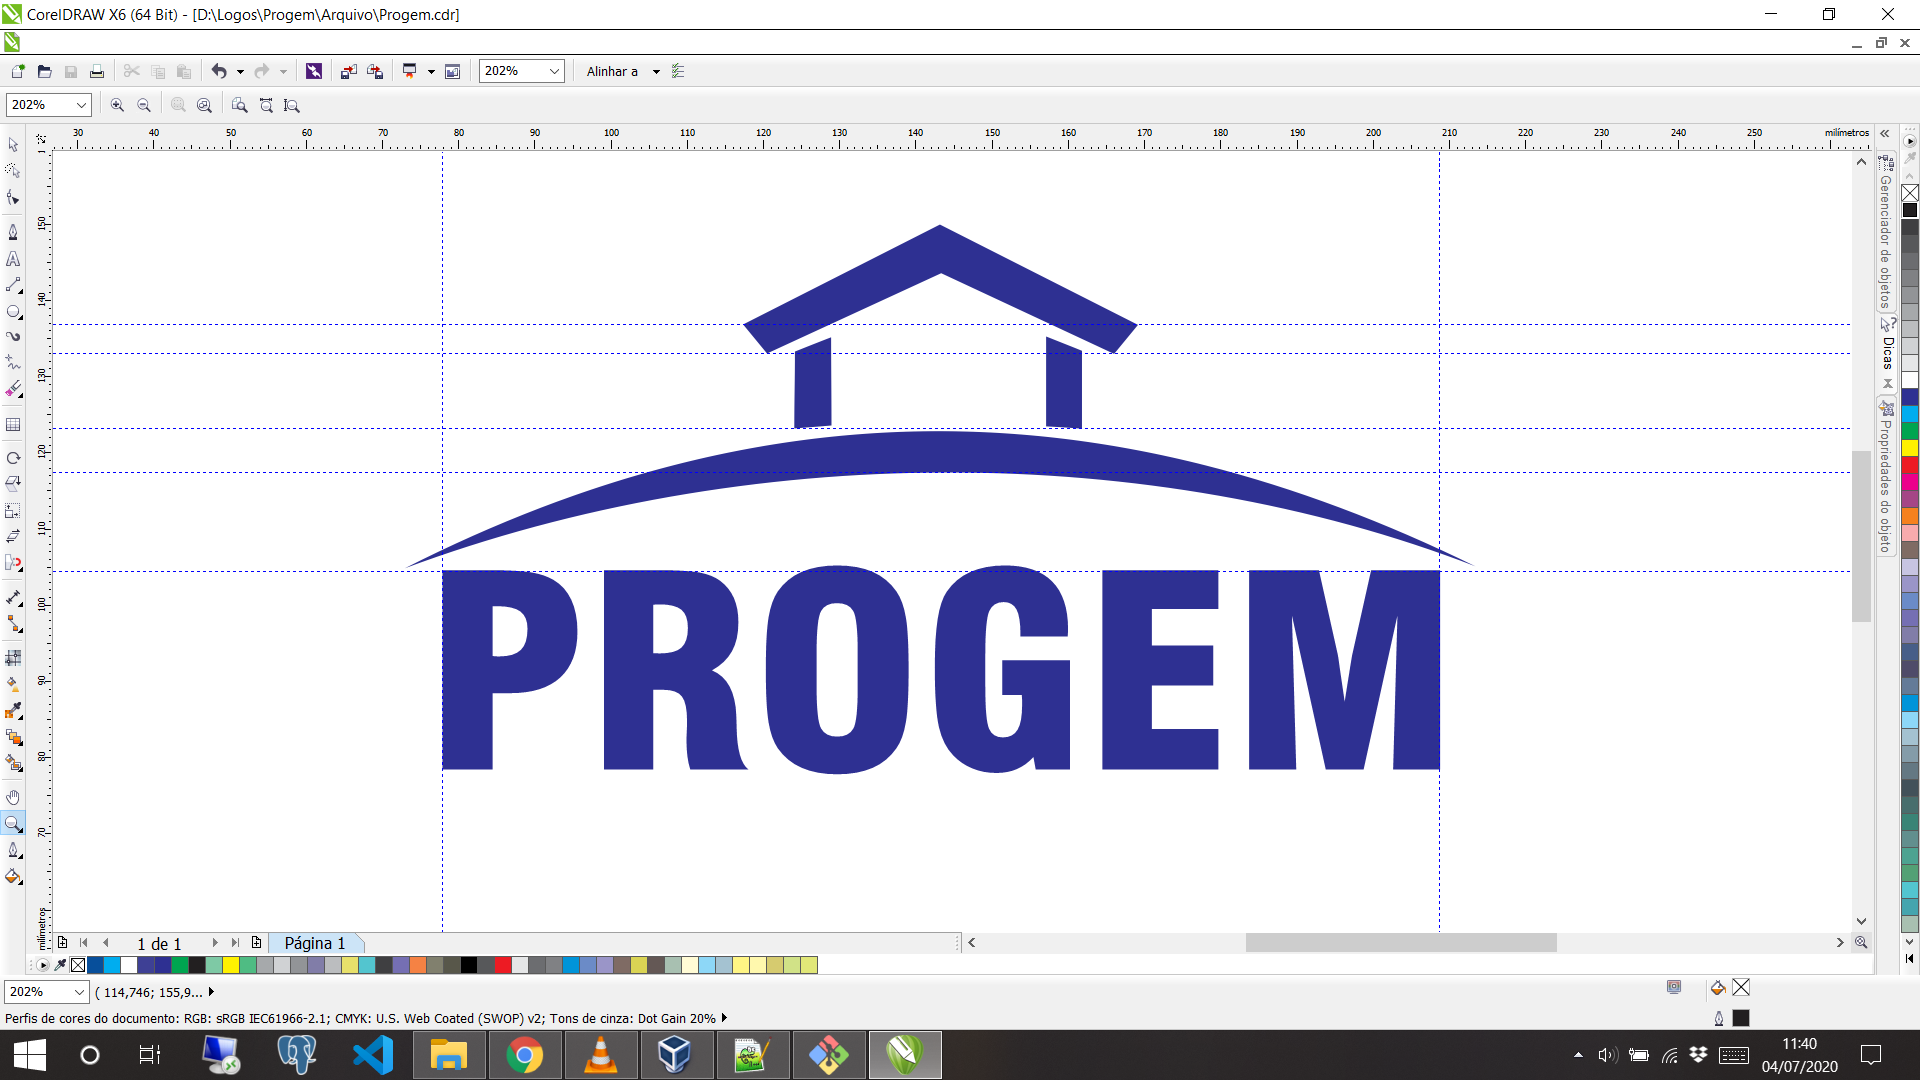 CorelDRAW X6 (64 Bit) - [D:\Logos\Progem\Arquivo\Progem.cdr]
202%
Alinhar a
202%
30 40 50 60 70 80 90 100 110 120 130 140 150 160 170 180 190 200 210 220 230 240 250 milímetros
150
140
130
120
110
100
90
80
70
milímetros
Gerenciador de objetos
Dicas
Propriedades do objeto
PROGEM
1 de 1
Página 1
202%
( 114,746; 155,9...
Perfis de cores do documento: RGB: sRGB IEC61966-2.1; CMYK: U.S. Web Coated (SWOP) v2; Tons de cinza: Dot Gain 20%
11:40
04/07/2020